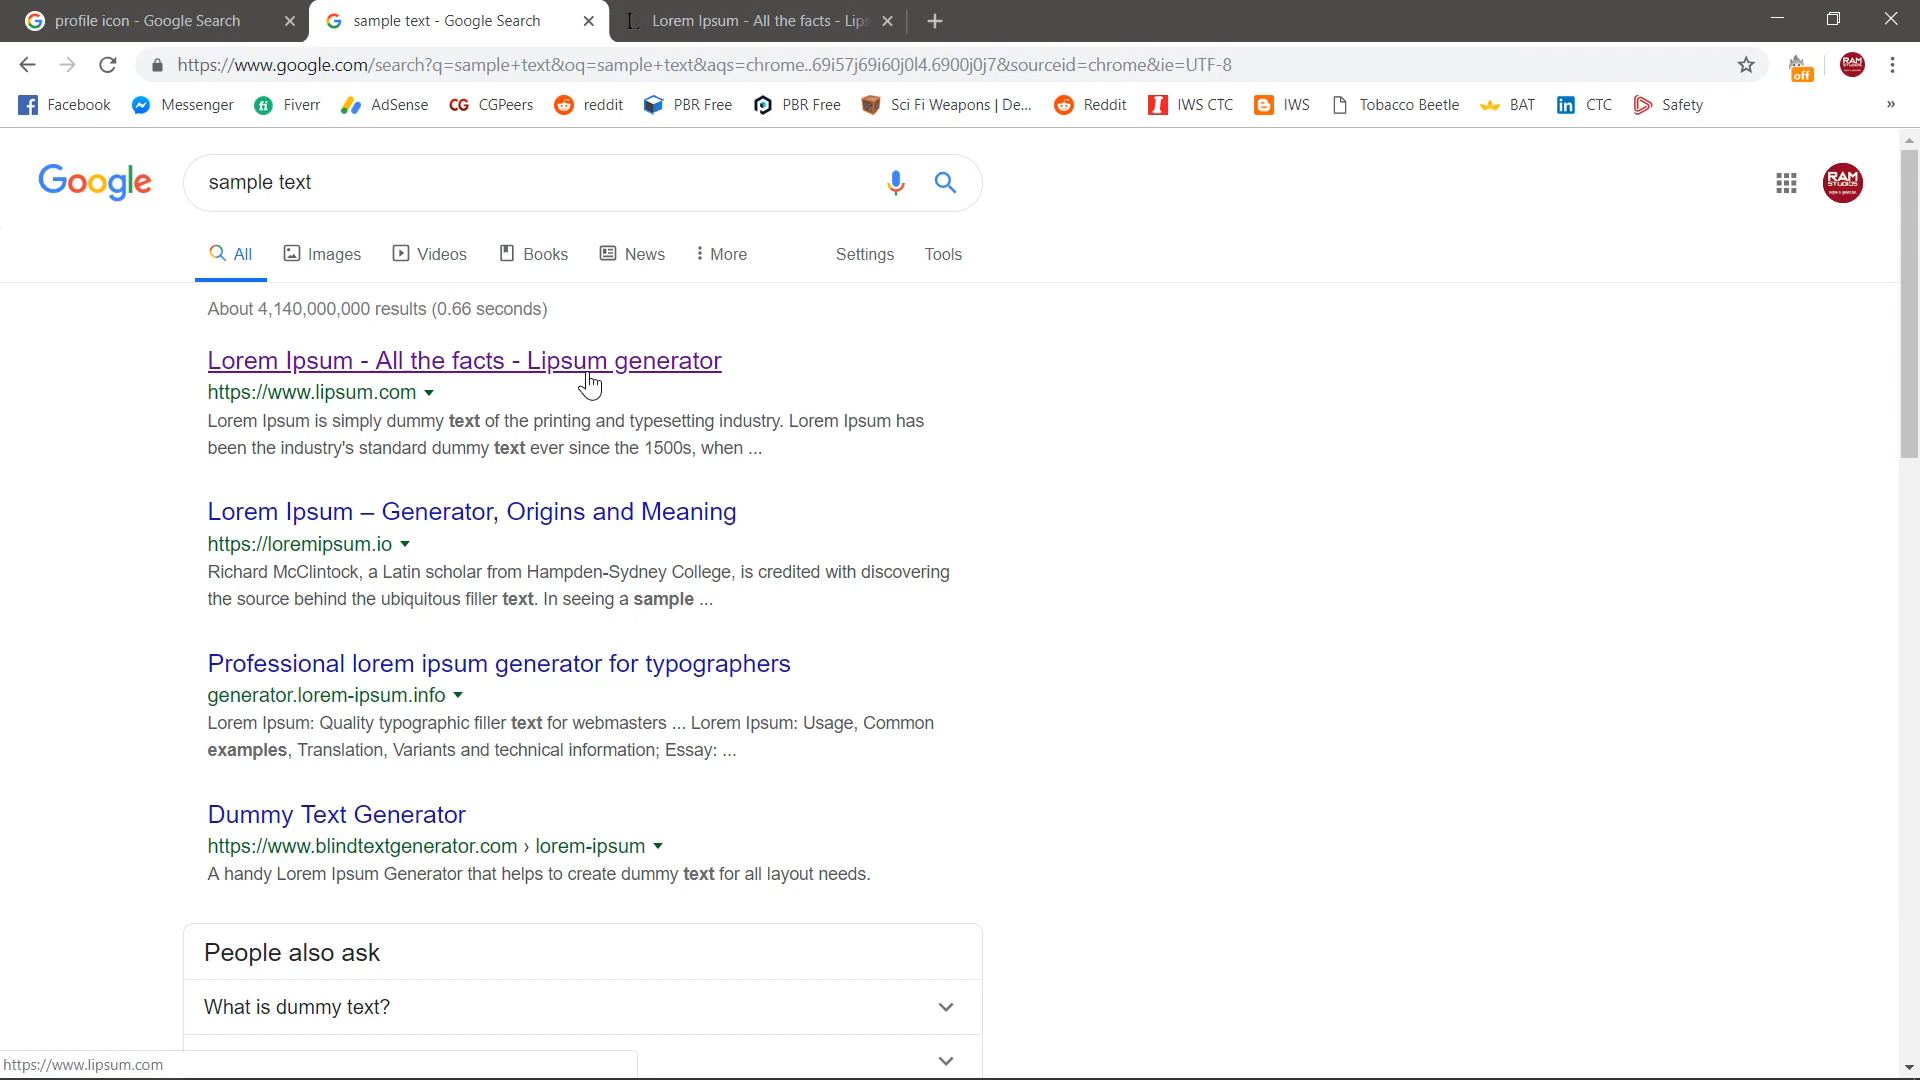 profile icon - Google Search
sample text - Google Search
Lorem Ipsum - All the facts - Lips
https://www.google.com/search?q=sample+text&oq=sample+text&aqs=chrome..69i57j69i60j0l4.6900j0j7&sourceid=chrome&ie=UTF-8
off
RAM STUDIOS
Facebook Messenger Fiverr AdSense CG CGPeers reddit PBR Free PBR Free Sci Fi Weapons | De... Reddit IWS CTC IWS Tobacco Beetle BAT CTC Safety »
Google
sample text
RAM
STUDIOS
All Images Videos Books News More Settings Tools
About 4,140,000,000 results (0.66 seconds)
Lorem Ipsum - All the facts - Lipsum generator
https://www.lipsum.com
Lorem Ipsum is simply dummy text of the printing and typesetting industry. Lorem Ipsum has
been the industry's standard dummy text ever since the 1500s, when ...
Lorem Ipsum – Generator, Origins and Meaning
https://loremipsum.io
Richard McClintock, a Latin scholar from Hampden-Sydney College, is credited with discovering
the source behind the ubiquitous filler text. In seeing a sample ...
Professional lorem ipsum generator for typographers
generator.lorem-ipsum.info
Lorem Ipsum: Quality typographic filler text for webmasters ... Lorem Ipsum: Usage, Common
examples, Translation, Variants and technical information; Essay: ...
Dummy Text Generator
https://www.blindtextgenerator.com › lorem-ipsum
A handy Lorem Ipsum Generator that helps to create dummy text for all layout needs.
People also ask
What is dummy text?
https://www.lipsum.com